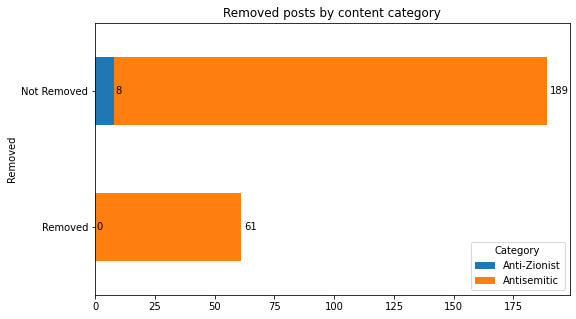 Removed posts by content category
Not Removed
8
189
Removed
Removed
0
61
Category
Anti-Zionist
Antisemitic
0 25 50 75 100 125 150 175